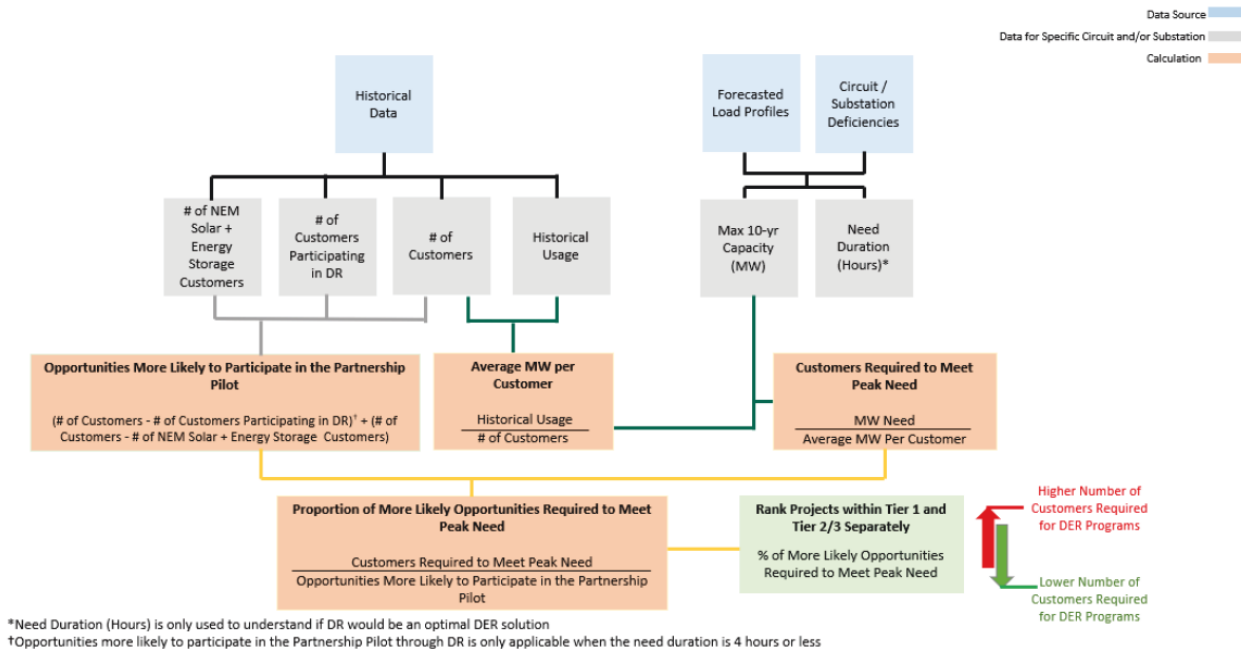 Data Source
Data for Specific Circuit and/or Substation
Calculation
Historical
Data
Forecasted
Load Profiles
Circuit /
Substation
Deficiencies
# of NEM
Solar +
Energy
Storage
Customers
# of
Customers
Participating
in DR
# of
Customers
Historical
Usage
Max 10-yr
Capacity
(MW)
Need
Duration
(Hours)*
Opportunities More Likely to Participate in the Partnership
Pilot
(# of Customers - # of Customers Participating in DR)† + (# of
Customers - # of NEM Solar + Energy Storage Customers)
Average MW per
Customer
Historical Usage
# of Customers
Customers Required to Meet
Peak Need
MW Need
Average MW Per Customer
Proportion of More Likely Opportunities Required to Meet
Peak Need
Customers Required to Meet Peak Need
Opportunities More Likely to Participate in the Partnership
Pilot
Rank Projects within Tier 1 and
Tier 2/3 Separately
% of More Likely Opportunities
Required to Meet Peak Need
Higher Number of
Customers Required
for DER Programs
Lower Number of
Customers Required
for DER Programs
*Need Duration (Hours) is only used to understand if DR would be an optimal DER solution
†Opportunities more likely to participate in the Partnership Pilot through DR is only applicable when the need duration is 4 hours or less